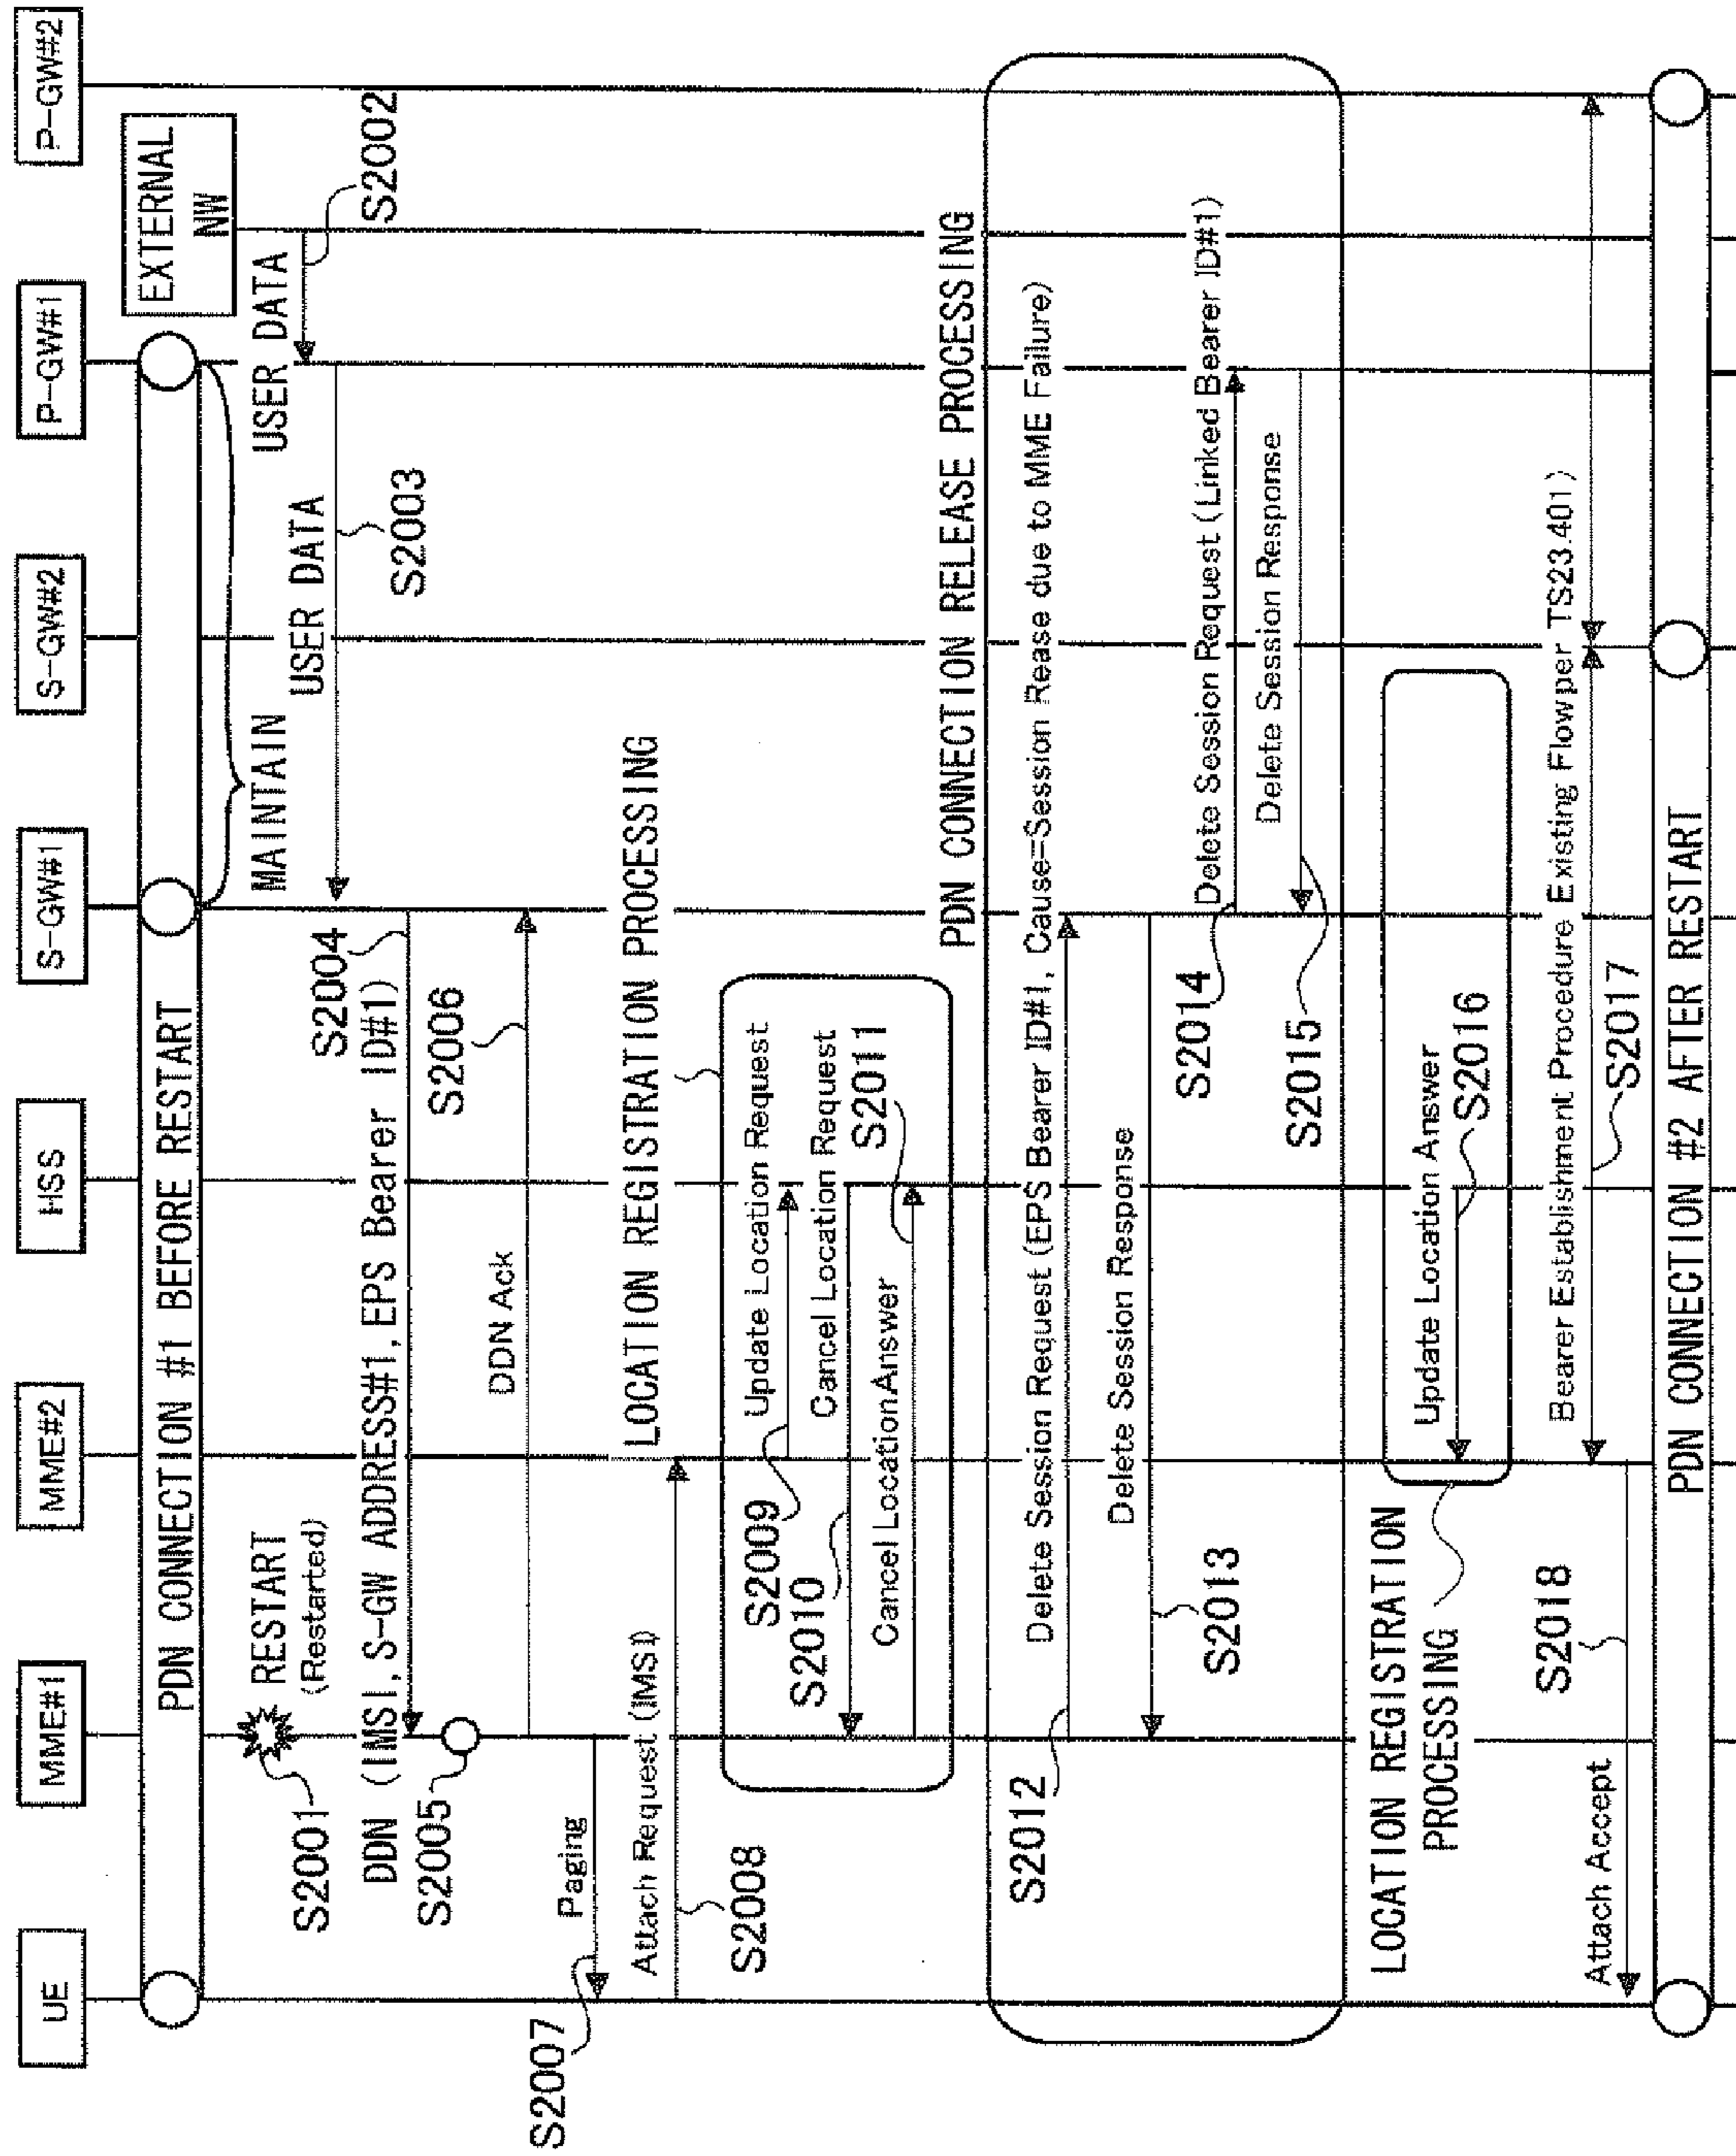 UE
MME#1
MME#2
HSS
S-GW#1
S-GW#2
P-GW#1
P-GW#2
EXTERNAL
NW
PDN CONNECTION #1 BEFORE RESTART
MAINTAIN
RESTART
(Restarted)
S2001
USER DATA
S2002
USER DATA
S2003
S2004
DDN (IMSI, S-GW ADDRESS#1, EPS Bearer ID#1)
S2005
S2006
DDN Ack
Paging
S2007
LOCATION REGISTRATION PROCESSING
Attach Request (IMSI)
S2008
Update Location Request
S2009
Cancel Location Request
S2010
Cancel LocationAnswer
S2011
PDN CONNECTION RELEASE PROCESSING
Delete Session Request (EPS Bearer ID#1, Cause=Session Rease due to MME Failure)
S2012
Delete Session Response
S2013
Delete Session Request (Linked Bearer ID#1)
S2014
Delete Session Response
S2015
LOCATION REGISTRATION
PROCESSING
Update Location Answer
S2016
Bearer Establishment Procedure Existing Flowper TS23.401)
S2017
Attach Accept
S2018
PDN CONNECTION #2 AFTER RESTART